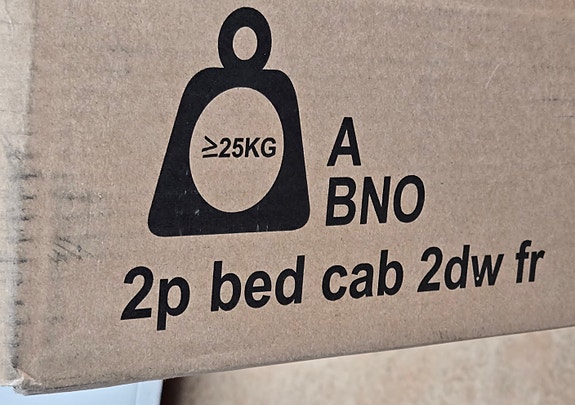 ≥25KG
A
BNO
2p bed cab 2dw fr